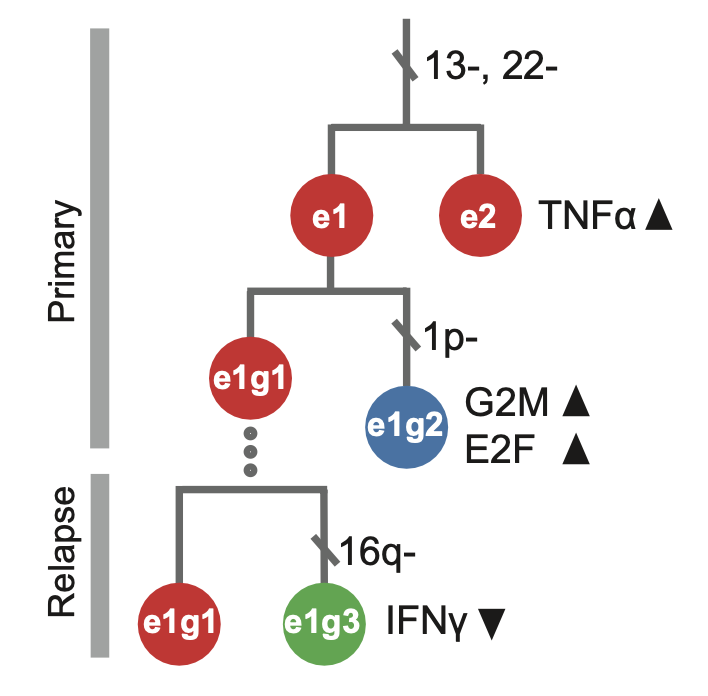 13-, 22-
e1
e2
TNFα ▲
Primary
1p-
e1g1
e1g2
G2M ▲
E2F ▲
Relapse
16q-
e1g1
e1g3
IFNγ ▼